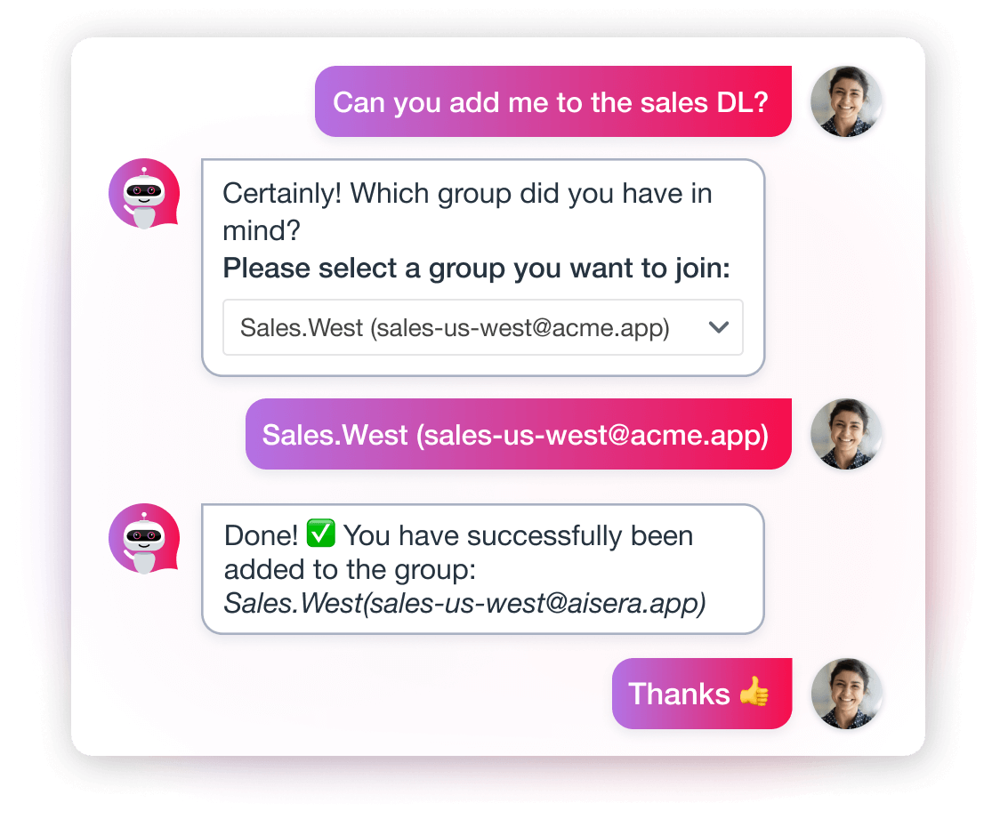 Can you add me to the sales DL?
Certainly! Which group did you have in
mind?
Please select a group you want to join:
Sales.West (sales-us-west@acme.app)
Sales.West (sales-us-west@acme.app)
Done! ✅ You have successfully been
added to the group:
Sales.West(sales-us-west@aisera.app)
Thanks 👍